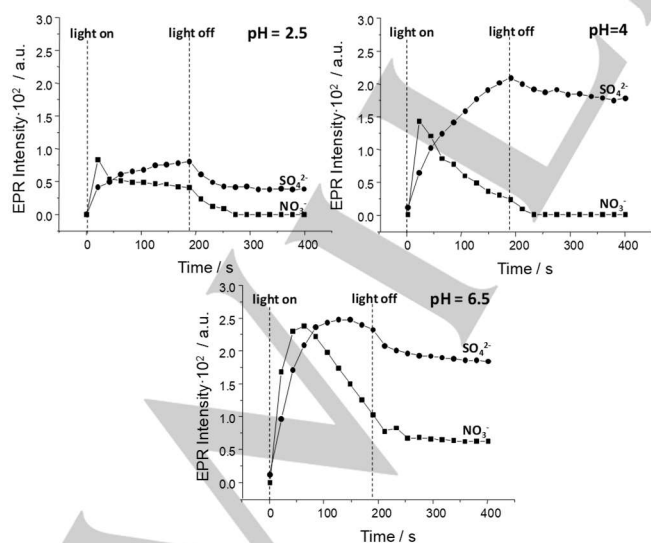 light on light off pH = 2.5
EPR Intensity·10² / a.u.
3.0
2.5
2.0
1.5
1.0
0.5
0.0
SO₄²⁻
NO₃⁻
0 100 200 300 400
Time / s
light on light off pH=4
EPR Intensity·10² / a.u.
3.0
2.5
2.0
1.5
1.0
0.5
0.0
SO₄²⁻
NO₃⁻
0 100 200 300 400
Time / s
light on light off pH = 6.5
EPR Intensity·10² / a.u.
3.0
2.5
2.0
1.5
1.0
0.5
0.0
SO₄²⁻
NO₃⁻
0 100 200 300 400 500
Time / s